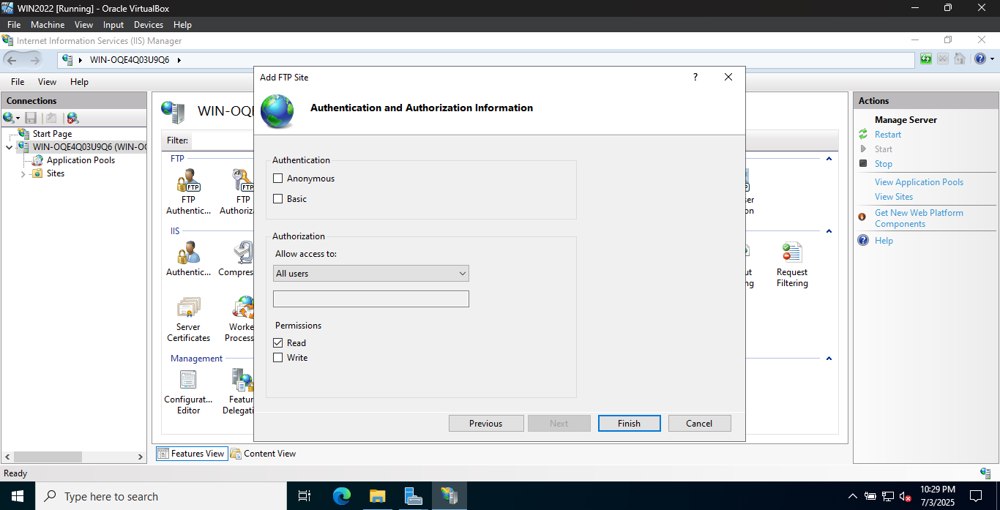 WIN2022 [Running] - Oracle VirtualBox
File Machine View Input Devices Help
Internet Information Services (IIS) Manager
WIN-OQE4Q03U9Q6
File View Help
Connections
Start Page
WIN-OQE4Q03U9Q6 (WIN-OQ
Application Pools
Sites
WIN-OQE
Filter:
FTP
FTP Authentic...
FTP Authoriza
ser
on
IIS
Authentic...
Compres
ut
ng
Request Filtering
Server Certificates
Worke
Process
Management
Configurat... Editor
Featur
Delegati
Features View
Content View
Add FTP Site
?
Authentication and Authorization Information
Authentication
Anonymous
Basic
Authorization
Allow access to:
All users
Permissions
Read
Write
Previous Next Finish Cancel
Actions
Manage Server
Restart
Start
Stop
View Application Pools
View Sites
Get New Web Platform
Components
Help
Ready
Type here to search
10:29 PM
7/3/2025